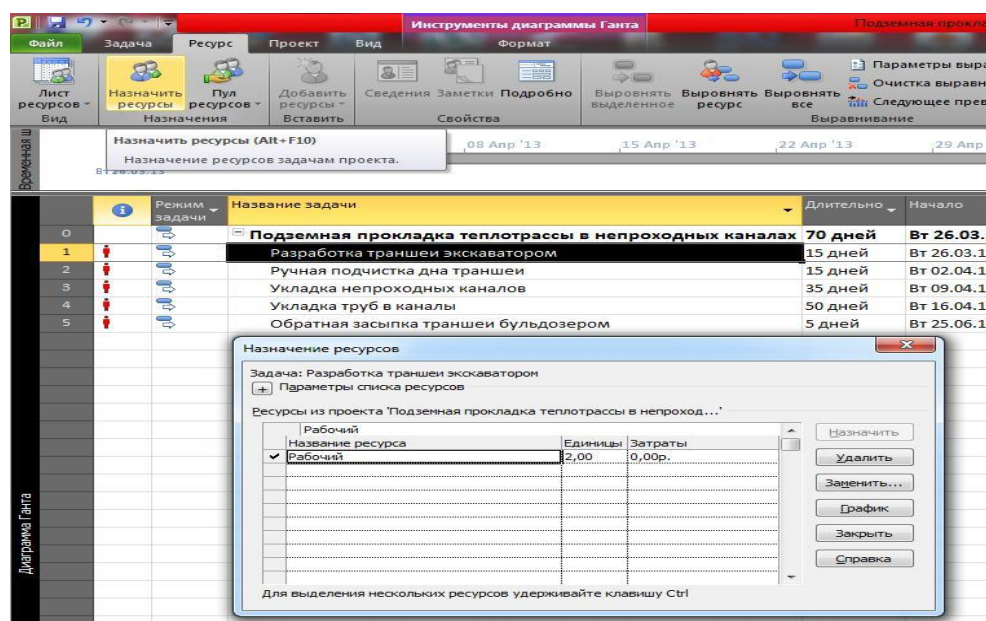 Инструменты диаграммы Ганта
Подземная прокла
Файл Задача Ресурс Проект Вид Формат
Лист ресурсов
Назначить ресурсы
Пул ресурсов
Добавить ресурсы
Сведения Заметки Подробно
Выровнять выделенное
Выровнять ресурс
Выровнять все
Параметры выра
Очистка выравн
Следующее прев
Вид Назначения Вставить Свойства Выравнивание
Назначить ресурсы (Alt+F10)
Назначение ресурсов задачам проекта.
08 Апр '13 15 Апр '13 22 Апр '13 29 Апр
Временная ш
Вт 26.03.13
Режим задачи Название задачи Длительно Начало
0 Подземная прокладка теплотрассы в непроходных каналах 70 дней Вт 26.03.
1 Разработка траншеи экскаватором 15 дней Вт 26.03.1
2 Ручная подчистка дна траншеи 15 дней Вт 02.04.1
3 Укладка непроходных каналов 35 дней Вт 09.04.1
4 Укладка труб в каналы 50 дней Вт 16.04.1
5 Обратная засыпка траншеи бульдозером 5 дней Вт 25.06.1
Диаграмма Ганта
Назначение ресурсов
Задача: Разработка траншеи экскаватором
+ Параметры списка ресурсов
Ресурсы из проекта 'Подземная прокладка теплотрассы в непроход...'
Рабочий
Название ресурса Единицы Затраты
Рабочий 2,00 0,00р.
Назначить
Удалить
Заменить...
График
Закрыть
Справка
Для выделения нескольких ресурсов удерживайте клавишу Ctrl